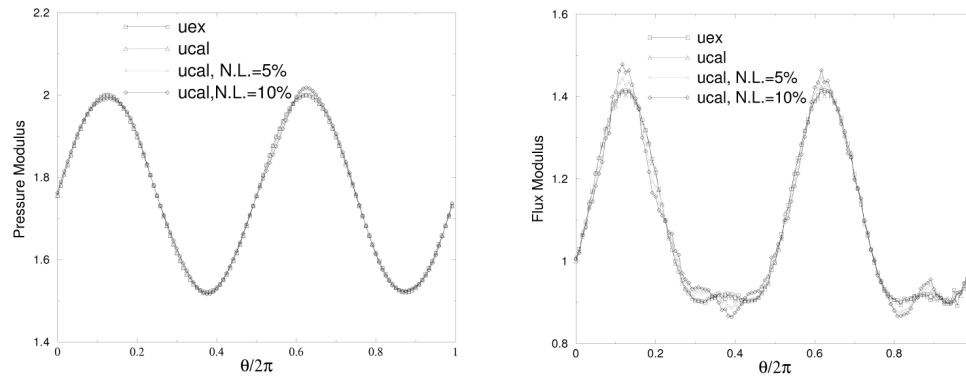 2.2
2
1.8
1.6
1.4
Pressure Modulus
uex
ucal
ucal, N.L.=5%
ucal,N.L.=10%
0
0.2
0.4
0.6
0.8
1
θ/2π
1.6
1.4
1.2
1
0.8
Flux Modulus
uex
ucal
ucal, N.L.=5%
ucal, N.L.=10%
0
0.2
0.4
0.6
0.8
θ/2π